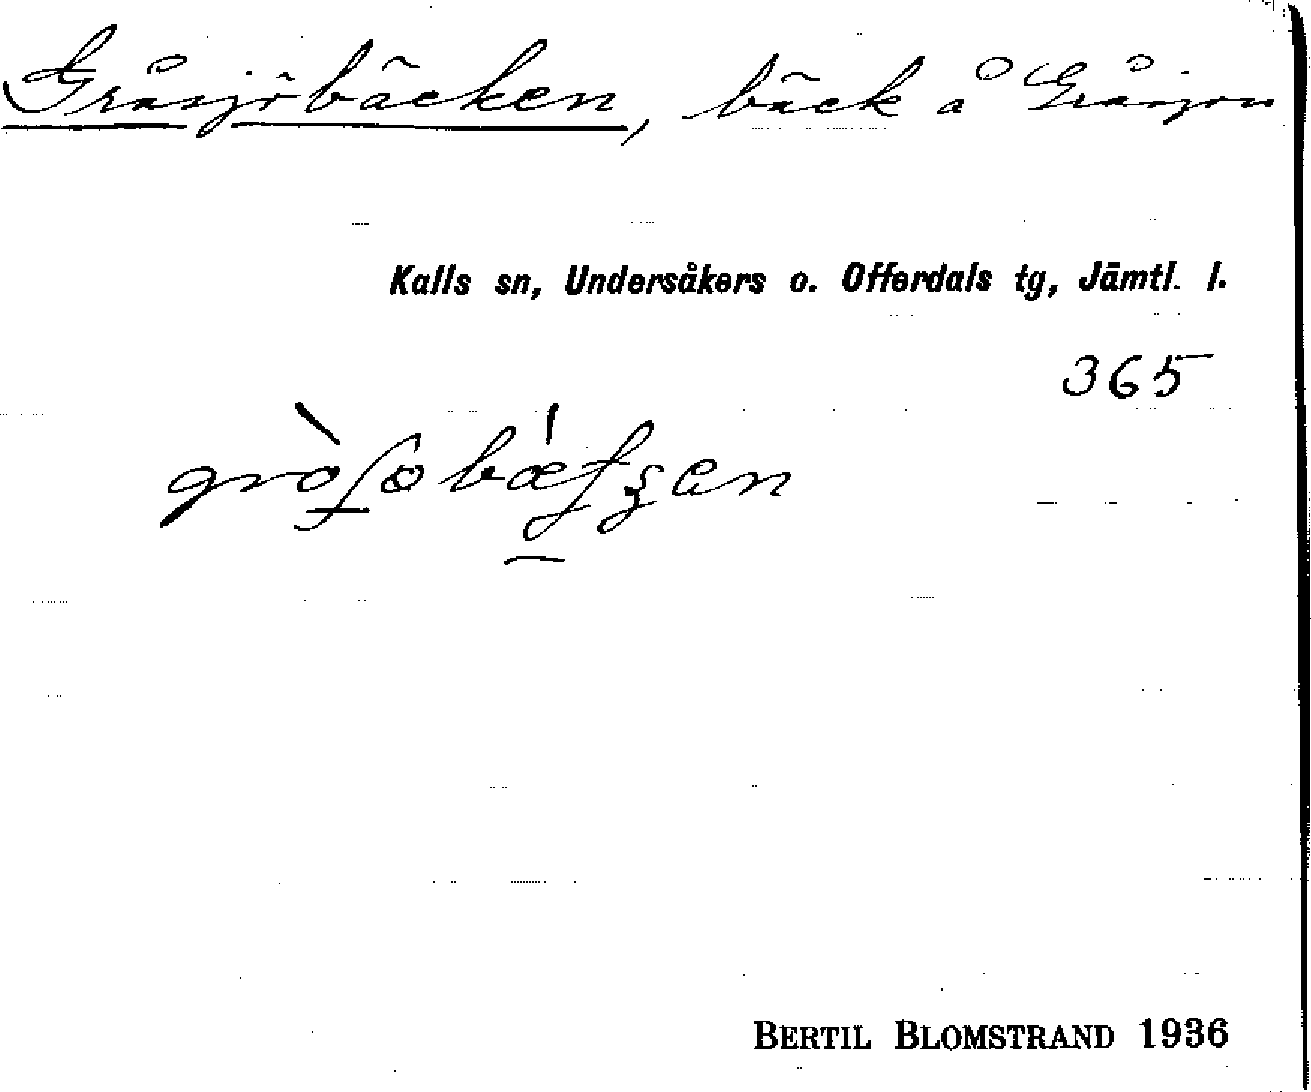 Gråsjöbäcken, bäck å Gråsjön
Kalls sn, Undersåkers o. Offerdals tg, Jämtl. l.
365
BERTIL BLOMSTRAND 1936